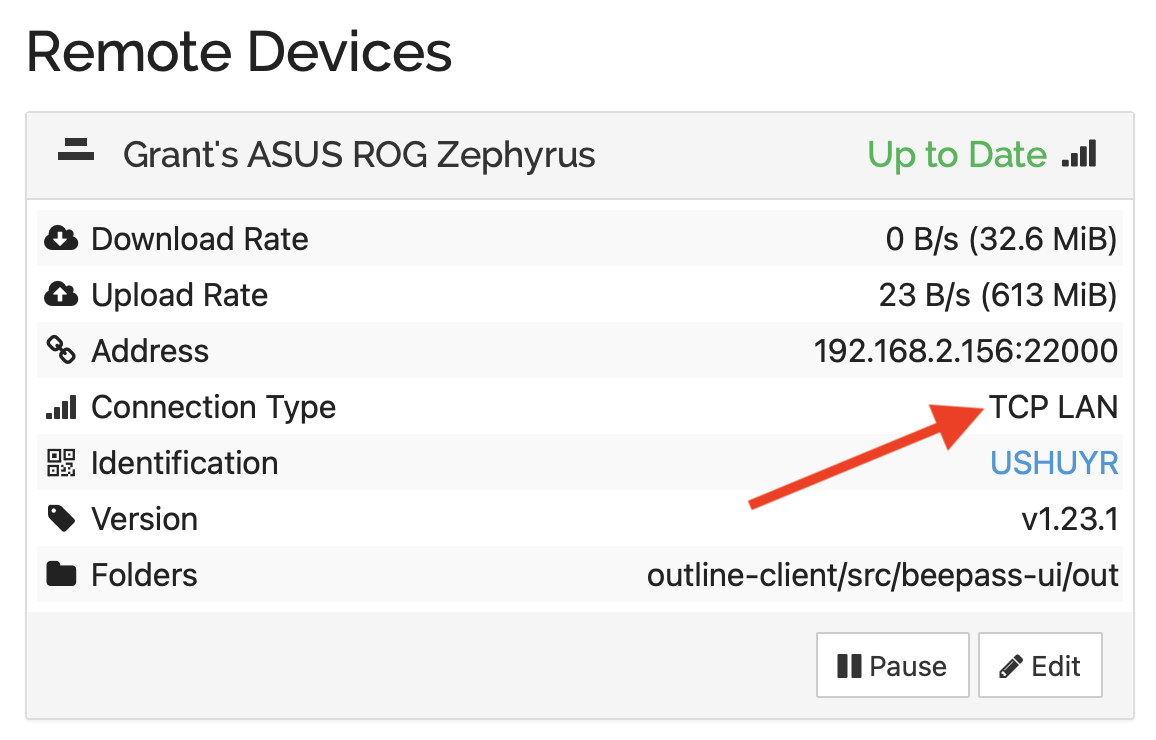 Remote Devices
Grant's ASUS ROG Zephyrus Up to Date
Download Rate 0 B/s (32.6 MiB)
Upload Rate 23 B/s (613 MiB)
Address 192.168.2.156:22000
Connection Type TCP LAN
Identification USHUYR
Version v1.23.1
Folders outline-client/src/beepass-ui/out
Pause Edit